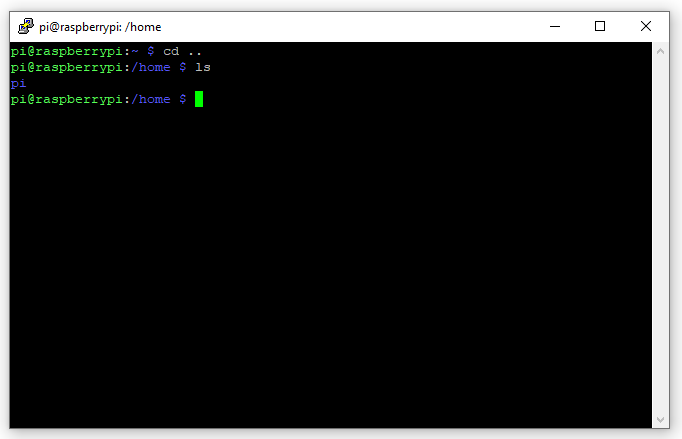 pi@raspberrypi: /home
pi@raspberrypi:~ $ cd ..
pi@raspberrypi:/home $ ls
pi
pi@raspberrypi:/home $